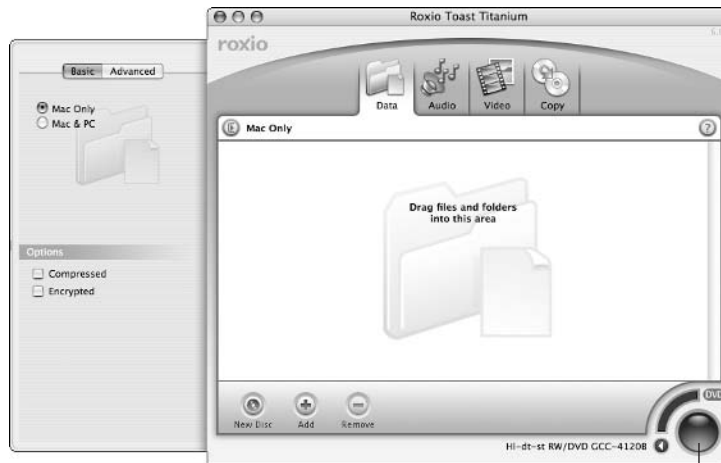 Roxio Toast Titanium
roxio
Basic Advanced
Mac Only
Mac & PC
Options
Compressed
Encrypted
Data Audio Video Copy
Mac Only
?
Drag files and folders
into this area
New Disc Add Remove
DVD
Hl-dt-st RW/DVD GCC-4120B